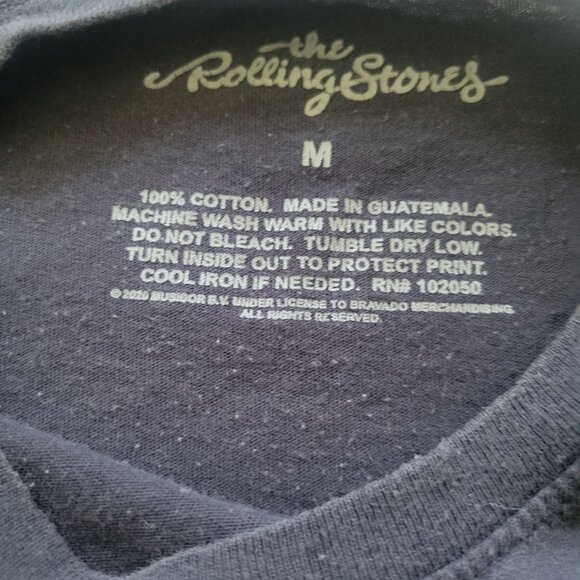 the
Rolling Stones
M
100% COTTON. MADE IN GUATEMALA.
MACHINE WASH WARM WITH LIKE COLORS.
DO NOT BLEACH. TUMBLE DRY LOW.
TURN INSIDE OUT TO PROTECT PRINT.
COOL IRON IF NEEDED. RN# 102050
© 2020 MUSIDOR B.V. UNDER LICENSE TO BRAVADO MERCHANDISING
ALL RIGHTS RESERVED.